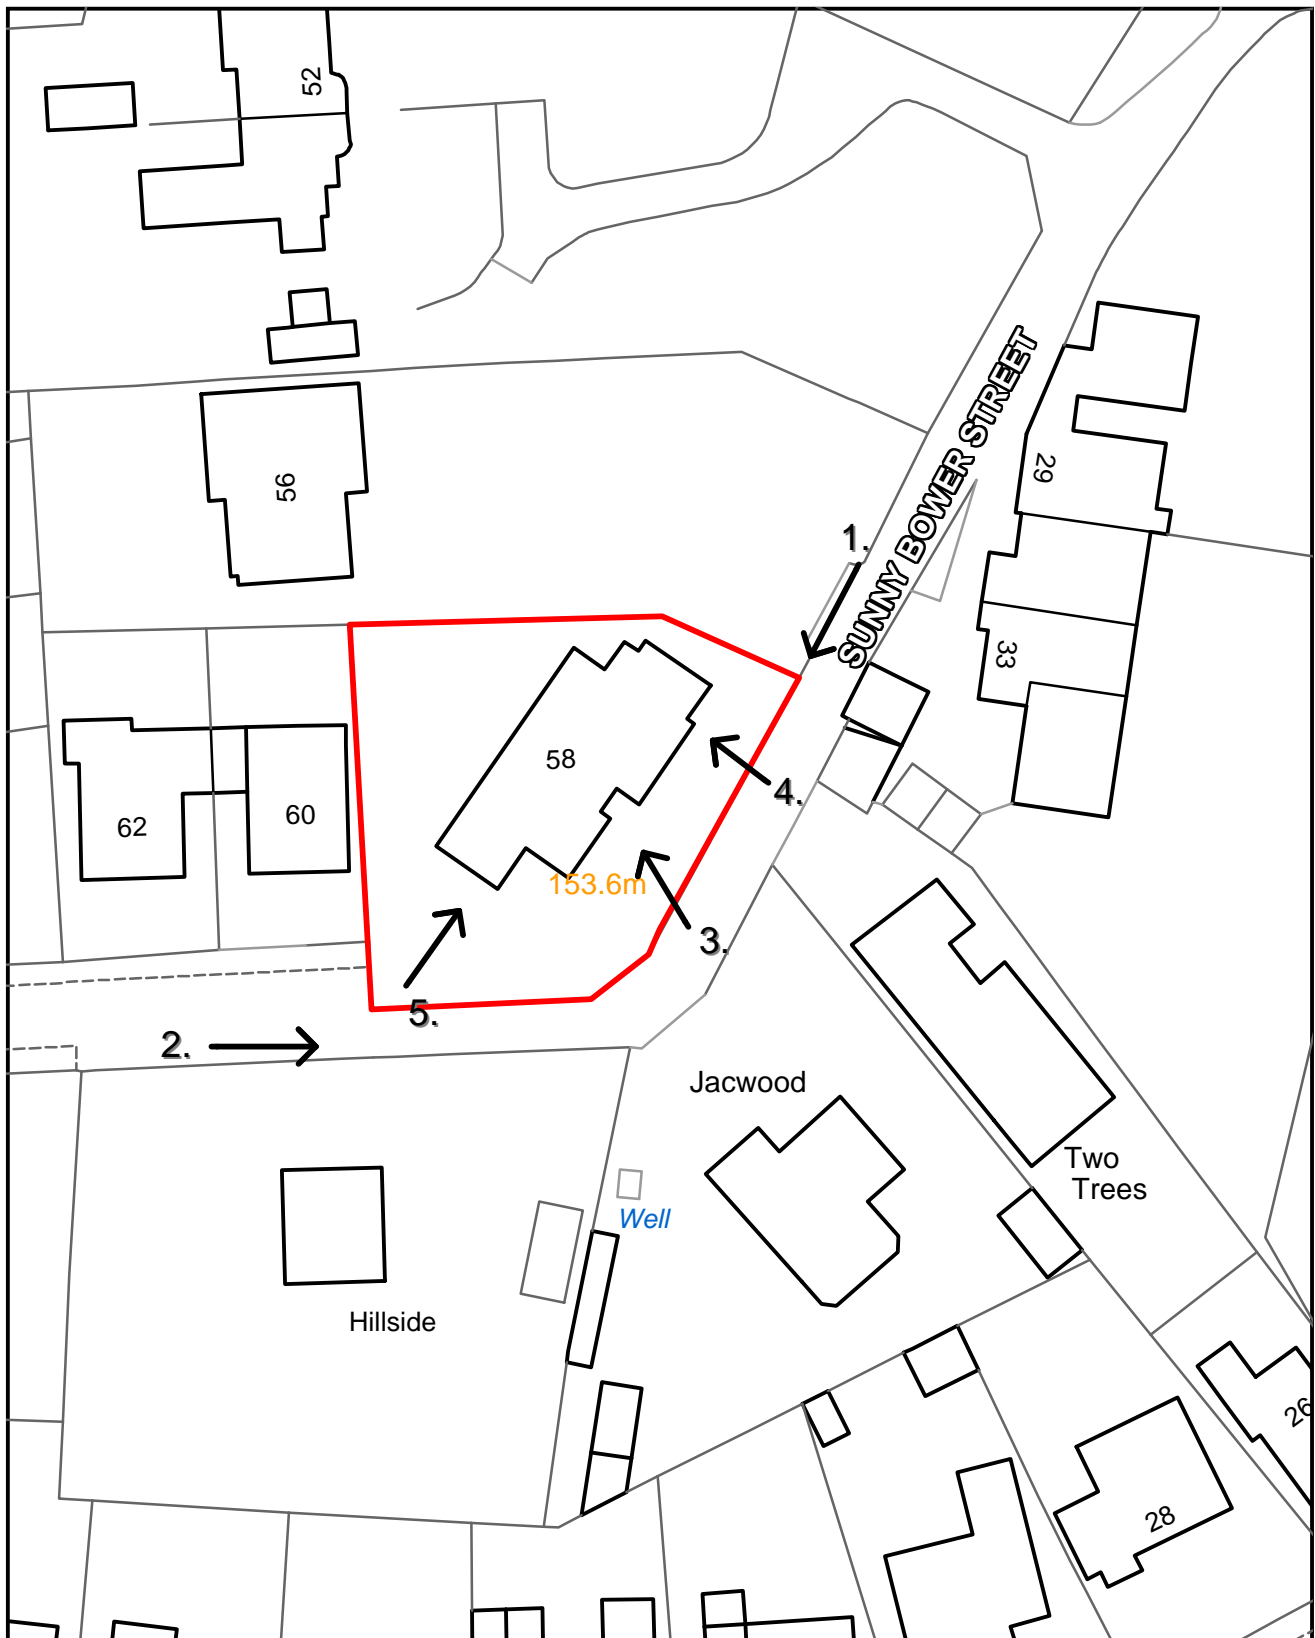 52
56
SUNNY BOWER STREET
29
1.
33
58
4.
62
60
153.6m
3.
5.
2.
Jacwood
Two
Trees
Well
Hillside
26
28